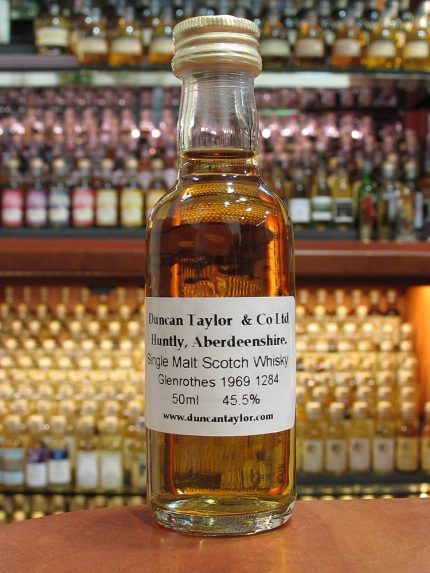 Duncan Taylor & Co Ltd
Huntly, Aberdeenshire.
Single Malt Scotch Whisky
Glenrothes 1969 1284
50ml 45.5%
www.duncantaylor.com